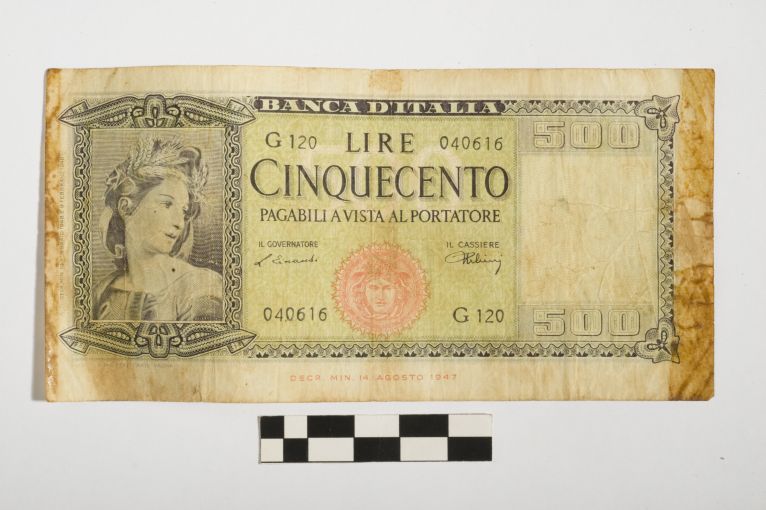 BANCA D'ITALIA
G 120 LIRE 040616
500
CINQUECENTO
PAGABILI A VISTA AL PORTATORE
IL GOVERNATORE IL CASSIERE
040616 G 120
500
DECR. MIN. 14 AGOSTO 1947